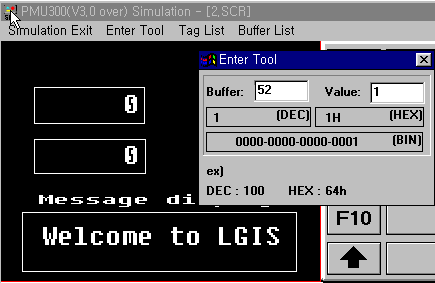 PMU300(V3,0 over) Simulation - [2,SCR]
Simulation Exit Enter Tool Tag List Buffer List
Enter Tool
Buffer: 52 Value: 1
1 (DEC) 1H (HEX)
0000-0000-0000-0001 (BIN)
ex)
DEC : 100 HEX : 64h
0
0
Message di
Welcome to LGIS
F10